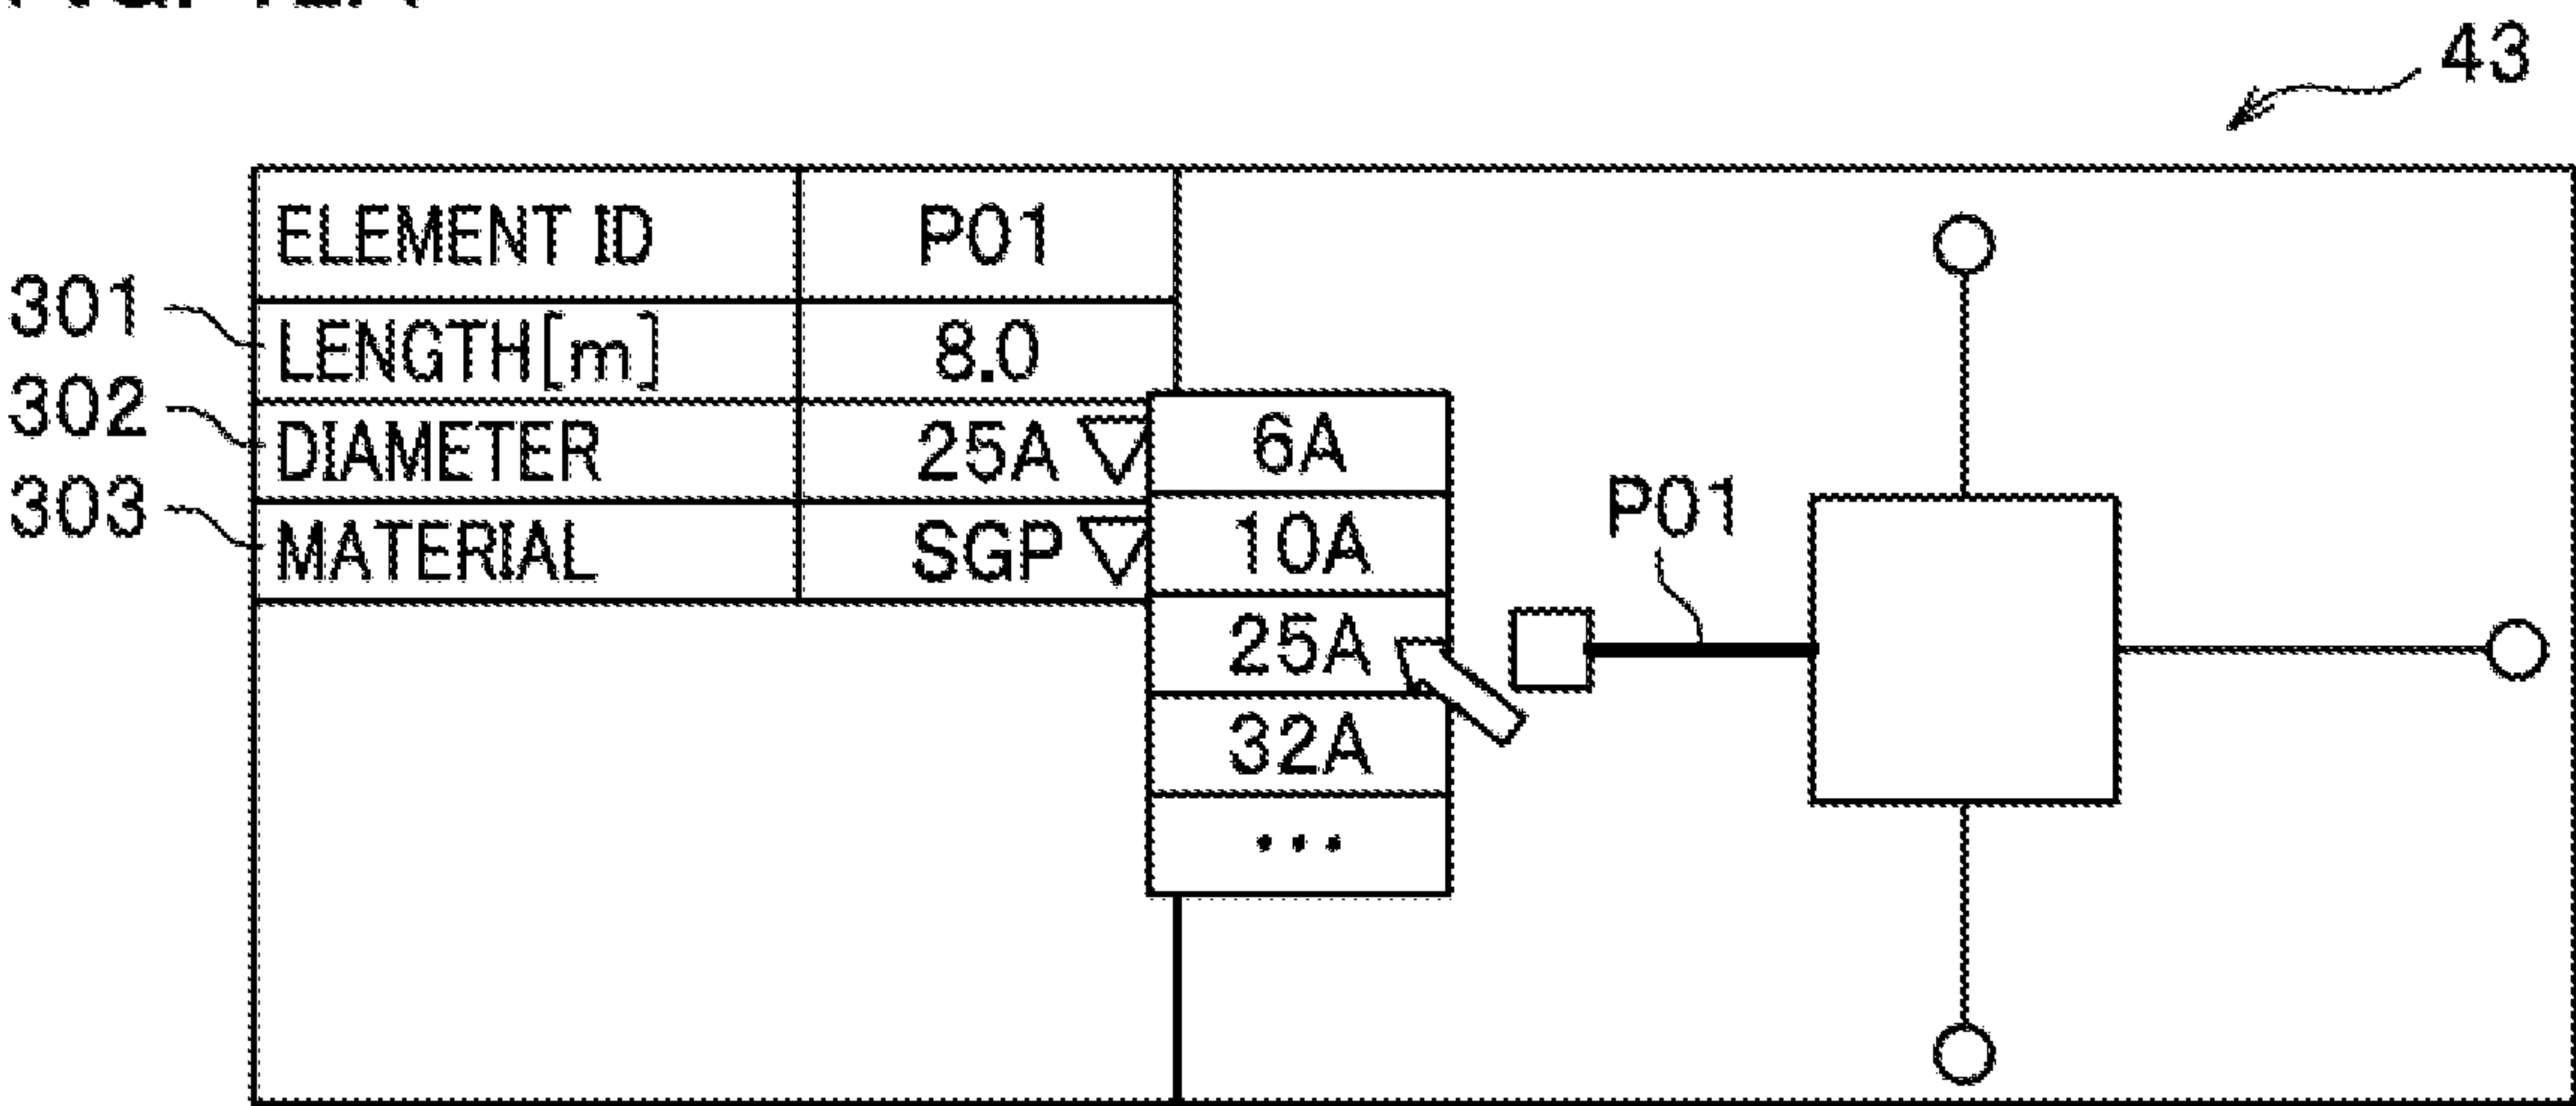 43
ELEMENT ID P01
301 LENGTH[m] 8.0
302 DIAMETER 25A ▽
303 MATERIAL SGP ▽
6A
10A
25A
32A
...
P01